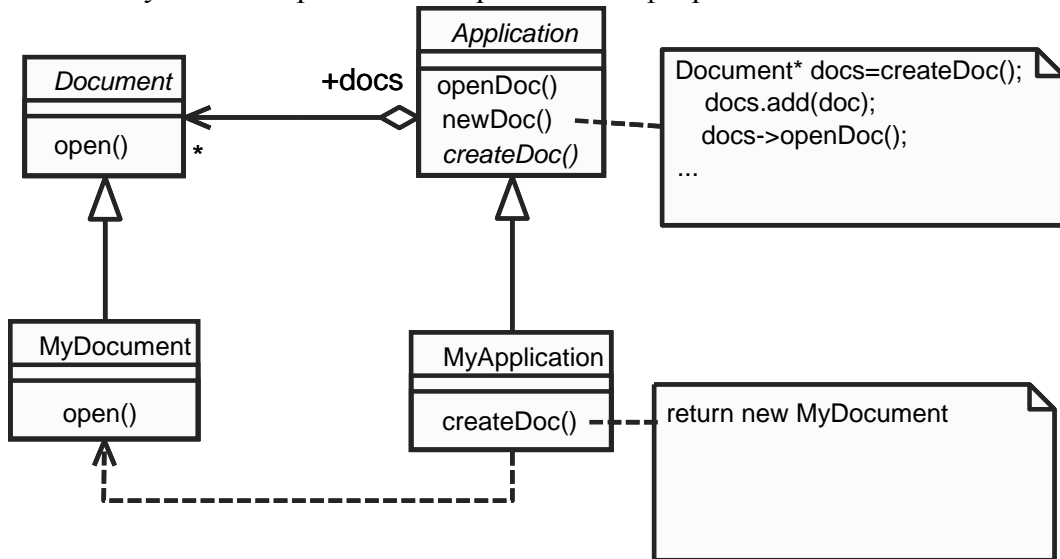 Document
open()
*
+docs
Application
openDoc()
newDoc()
createDoc()
Document* docs=createDoc();
docs.add(doc);
docs->openDoc();
...
MyDocument
open()
MyApplication
createDoc()
return new MyDocument